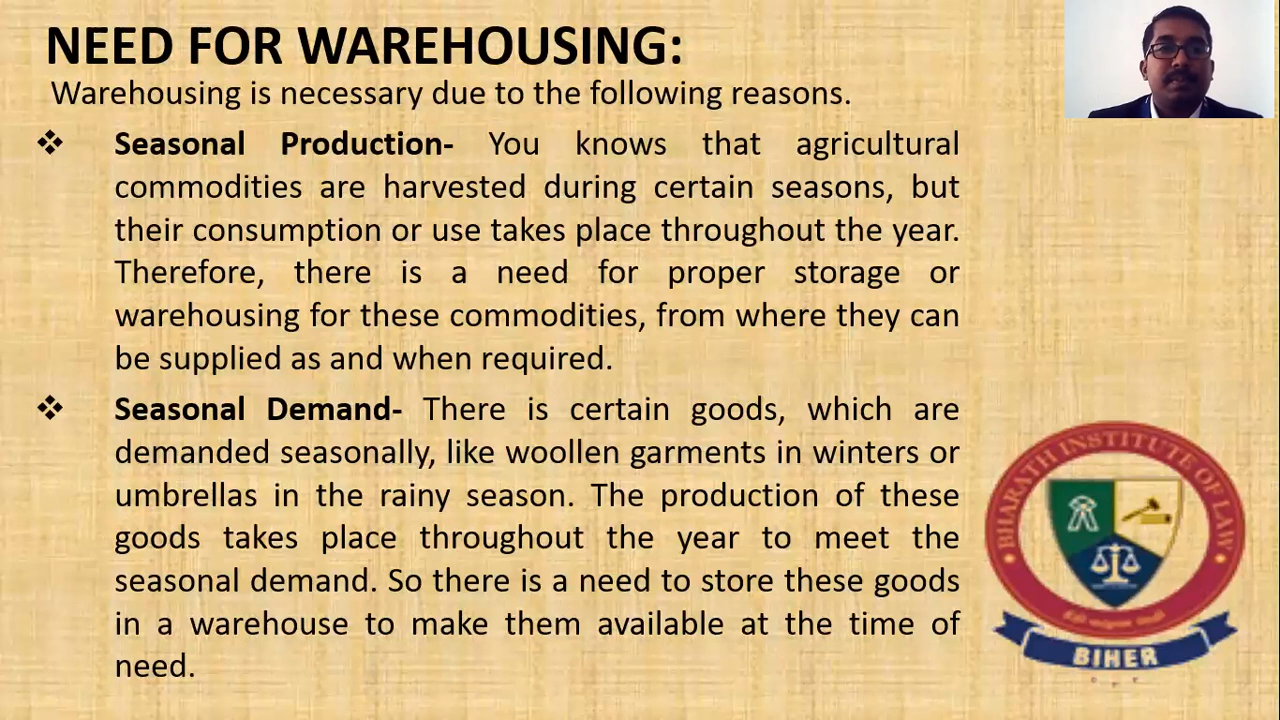 NEED FOR WAREHOUSING:
Warehousing is necessary due to the following reasons.
❖ Seasonal Production- You knows that agricultural
commodities are harvested during certain seasons, but
their consumption or use takes place throughout the year.
Therefore, there is a need for proper storage or
warehousing for these commodities, from where they can
be supplied as and when required.
❖ Seasonal Demand- There is certain goods, which are
demanded seasonally, like woollen garments in winters or
umbrellas in the rainy season. The production of these
goods takes place throughout the year to meet the
seasonal demand. So there is a need to store these goods
in a warehouse to make them available at the time of
need.
BHARATH INSTITUTE OF LAW
BIHER